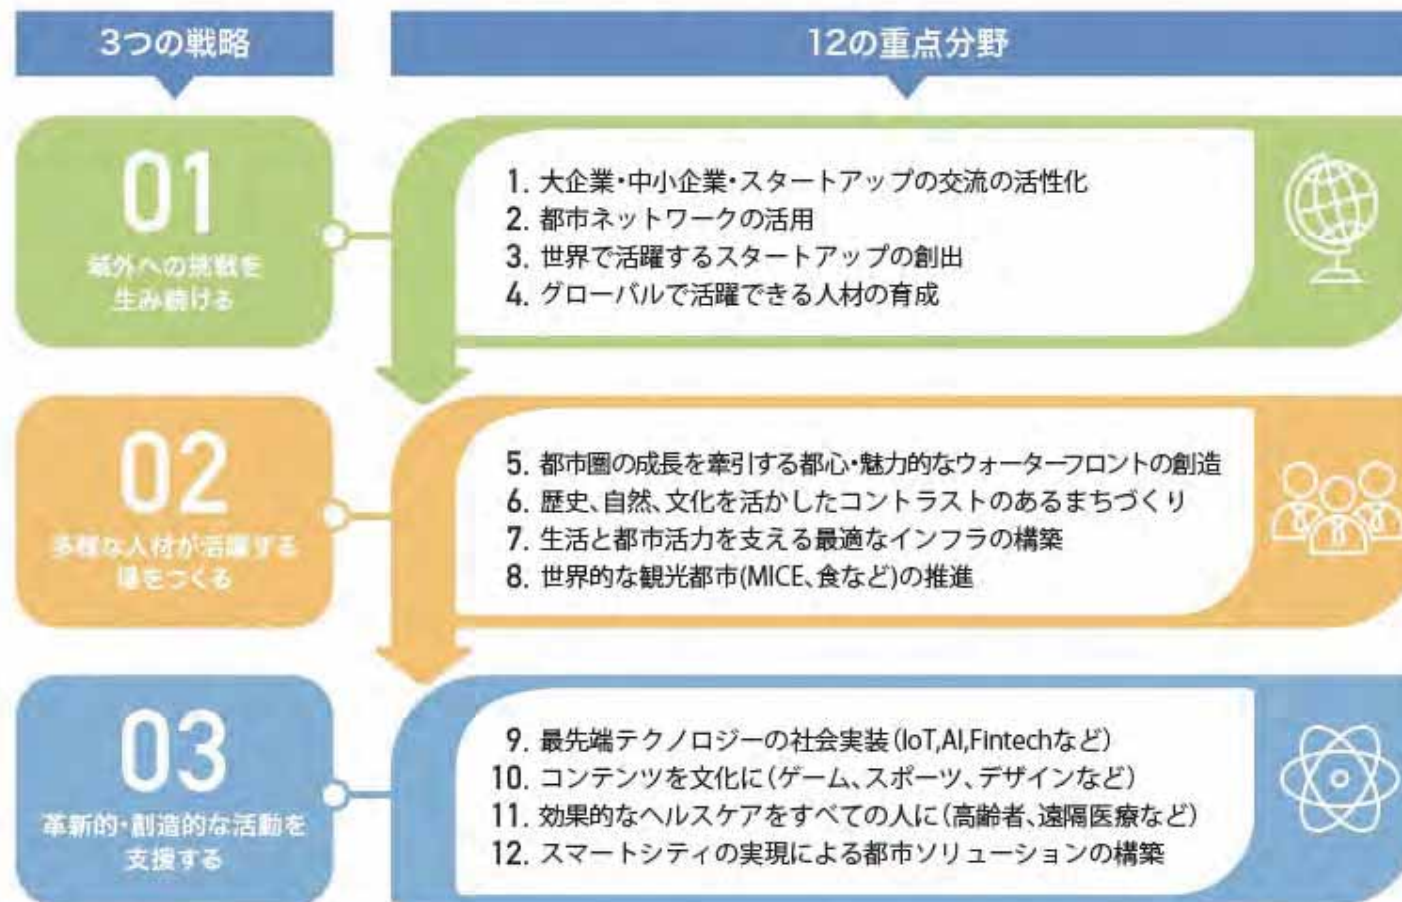 3つの戦略
12の重点分野
01
域外への挑戦を
生み続ける
1. 大企業・中小企業・スタートアップの交流の活性化
2. 都市ネットワークの活用
3. 世界で活躍するスタートアップの創出
4. グローバルで活躍できる人材の育成
02
多様な人材が活躍する
場をつくる
5. 都市圏の成長を牽引する都心・魅力的なウォーターフロントの創造
6. 歴史、自然、文化を活かしたコントラストのあるまちづくり
7. 生活と都市活力を支える最適なインフラの構築
8. 世界的な観光都市(MICE、食など)の推進
03
革新的・創造的な活動を
支援する
9. 最先端テクノロジーの社会実装(IoT,AI,Fintechなど)
10. コンテンツを文化に(ゲーム、スポーツ、デザインなど)
11. 効果的なヘルスケアをすべての人に(高齢者、遠隔医療など)
12. スマートシティの実現による都市ソリューションの構築